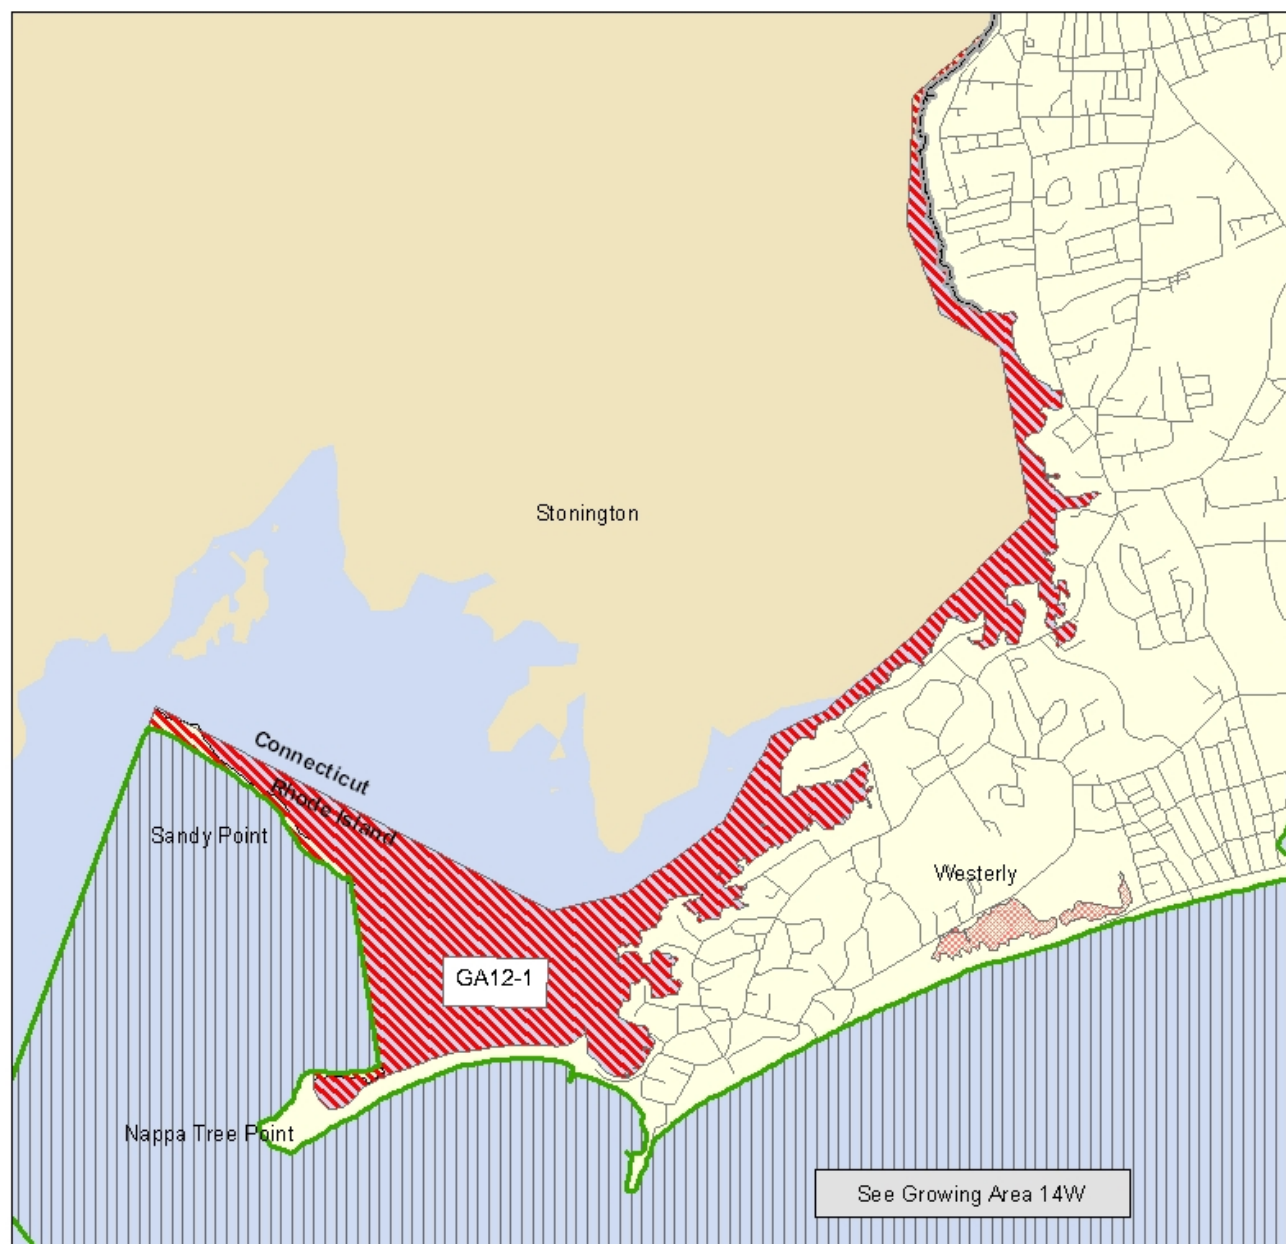 Stonington
Connecticut
Rhode Island
Sandy Point
Westerly
GA12-1
Nappa Tree Point
See Growing Area 14W